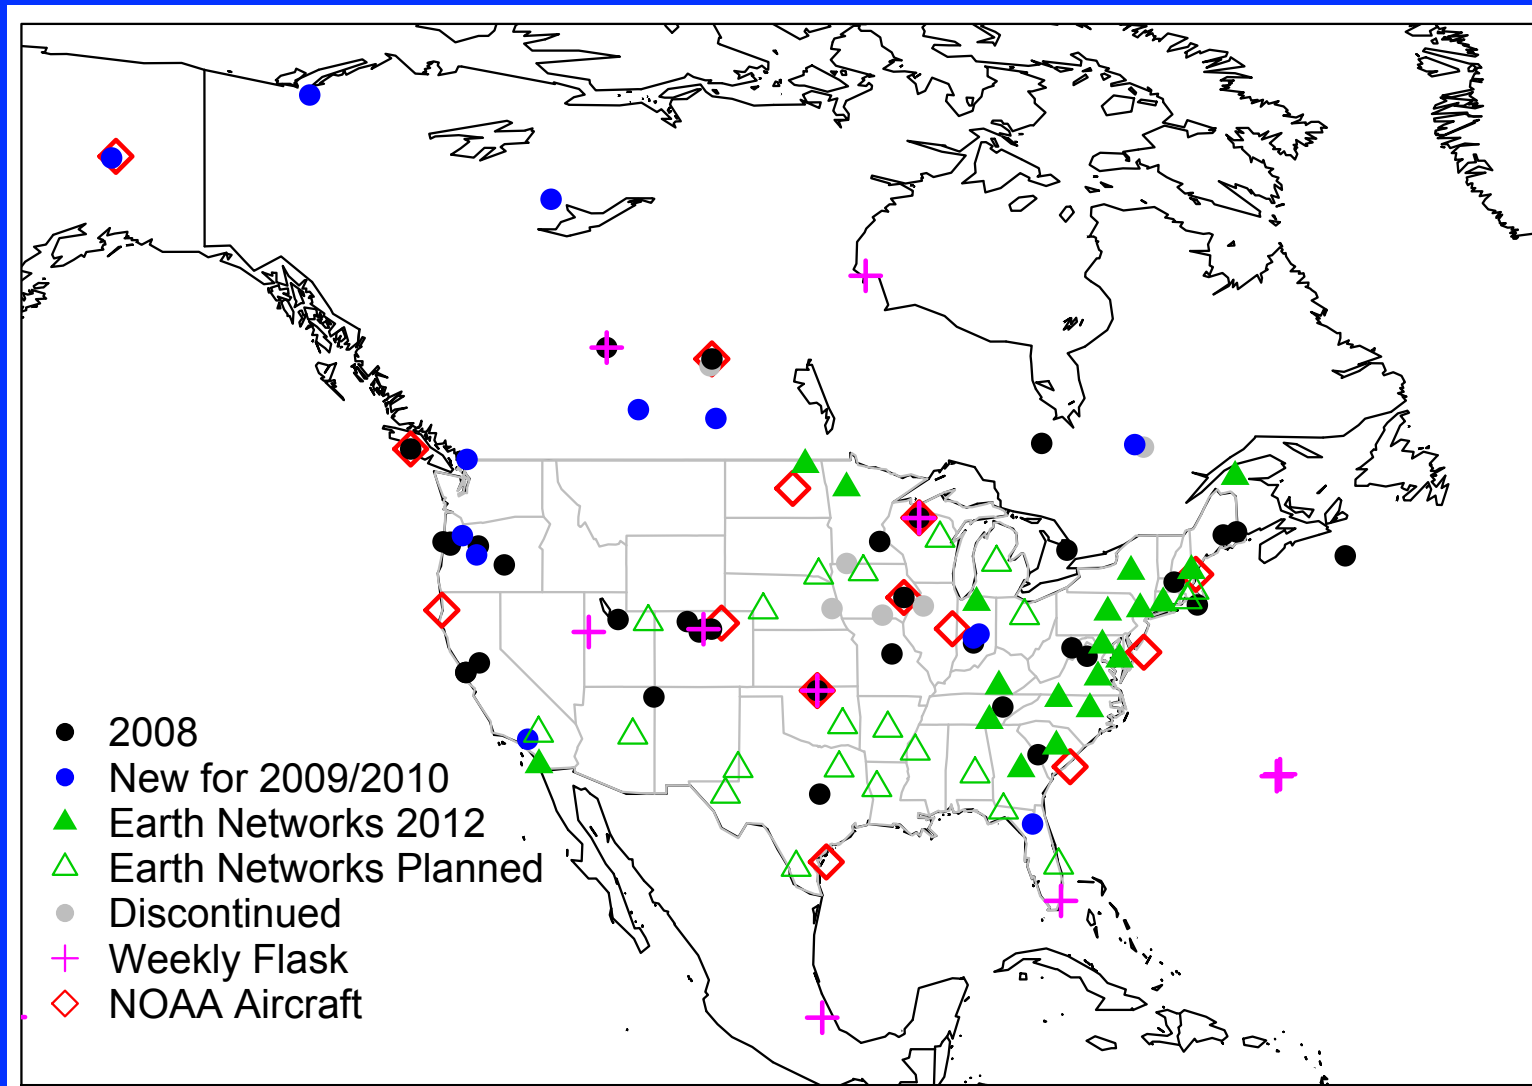 2008
New for 2009/2010
Earth Networks 2012
Earth Networks Planned
Discontinued
Weekly Flask
NOAA Aircraft